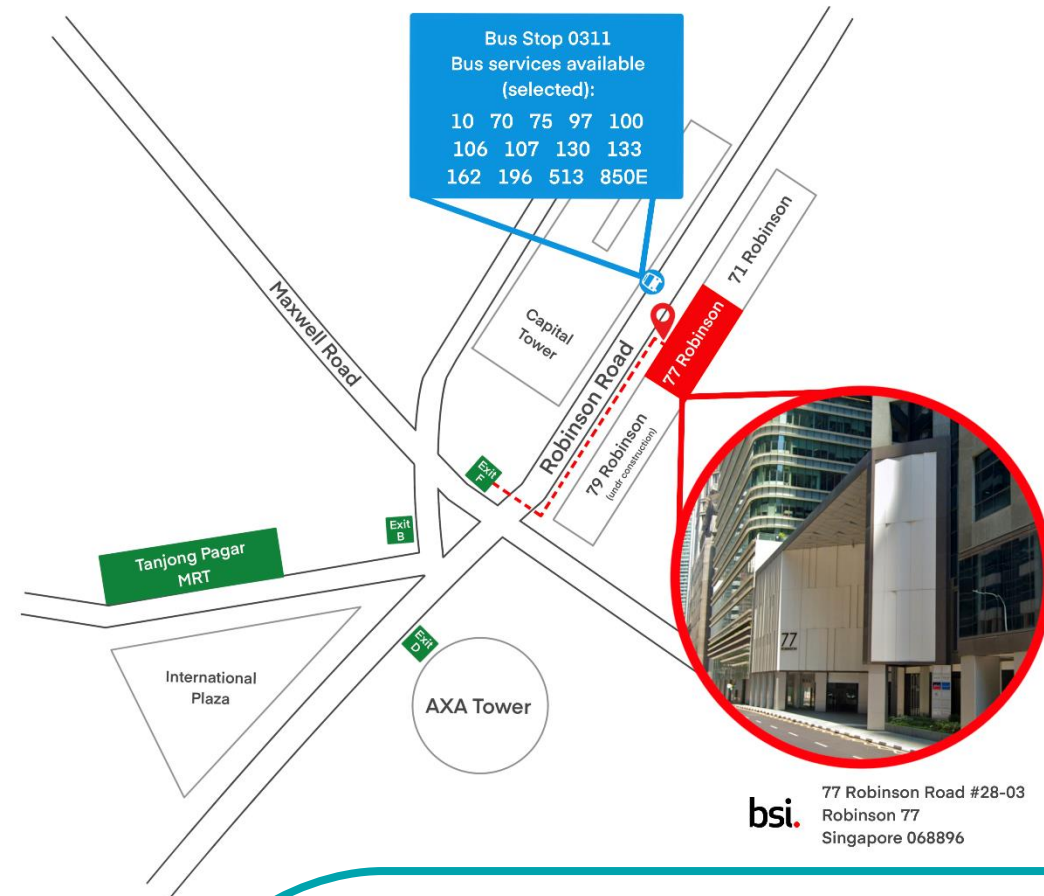 Bus Stop 0311
Bus services available
(selected):
10 70 75 97 100
106 107 130 133
162 196 513 850E
Maxwell Road
Capital
Tower
Robinson Road
71 Robinson
77 Robinson
79 Robinson
(undr construction)
Exit
F
Exit
B
Tanjong Pagar
MRT
Exit
D
International
Plaza
AXA Tower
77
bsi.
77 Robinson Road #28-03
Robinson 77
Singapore 068896